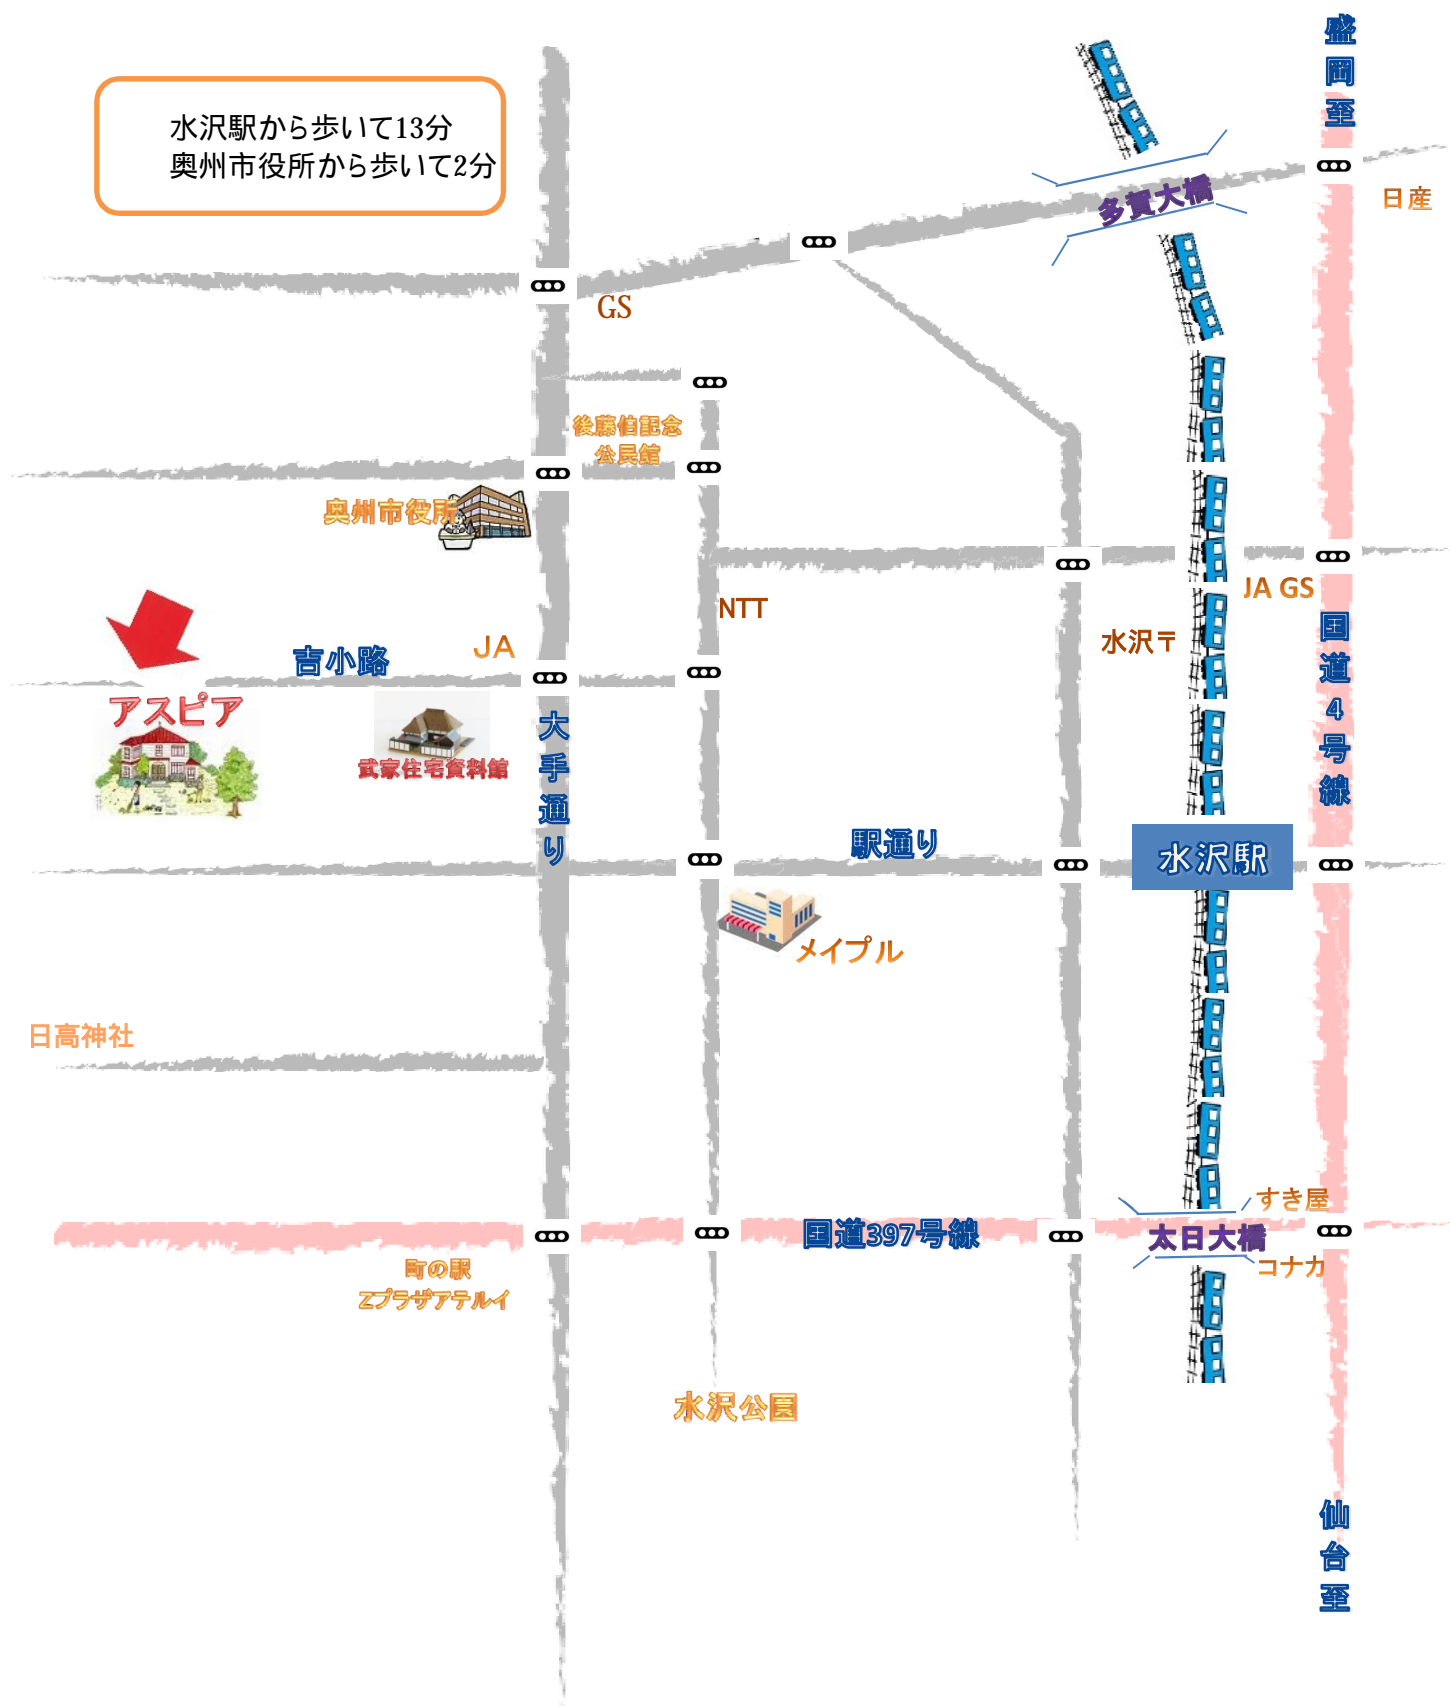 盛岡至
水沢駅から歩いて13分
奥州市役所から歩いて2分
多賀大橋
日産
GS
後藤伯記念
公民館
奥州市役所
JA GS
NTT
水沢〒
国道4号線
吉小路
JA
アスピア
武家住宅資料館
大手通り
駅通り
水沢駅
メイプル
日高神社
すき屋
国道397号線
太日大橋
コナカ
町の駅
Zプラザアテルイ
水沢公園
仙台至